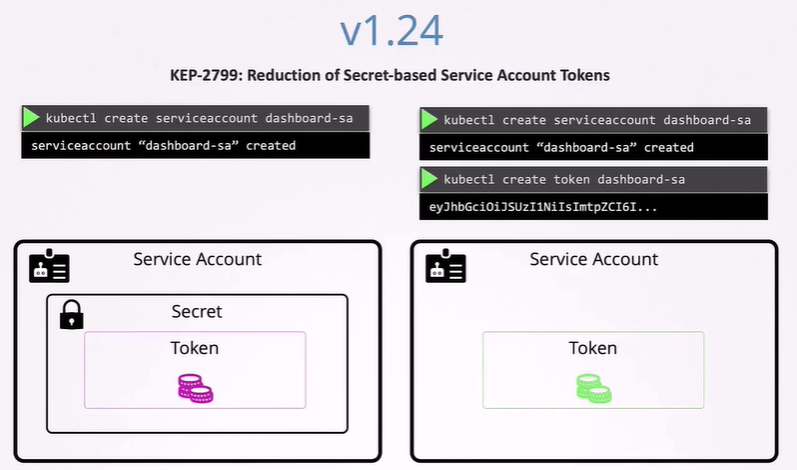 v1.24
KEP-2799: Reduction of Secret-based Service Account Tokens
kubectl create serviceaccount dashboard-sa
serviceaccount “dashboard-sa” created
kubectl create serviceaccount dashboard-sa
serviceaccount “dashboard-sa” created
kubectl create token dashboard-sa
eyJhbGciOiJSUzI1NiIsImtpZCI6I...
Service Account
Secret
Token
Service Account
Token